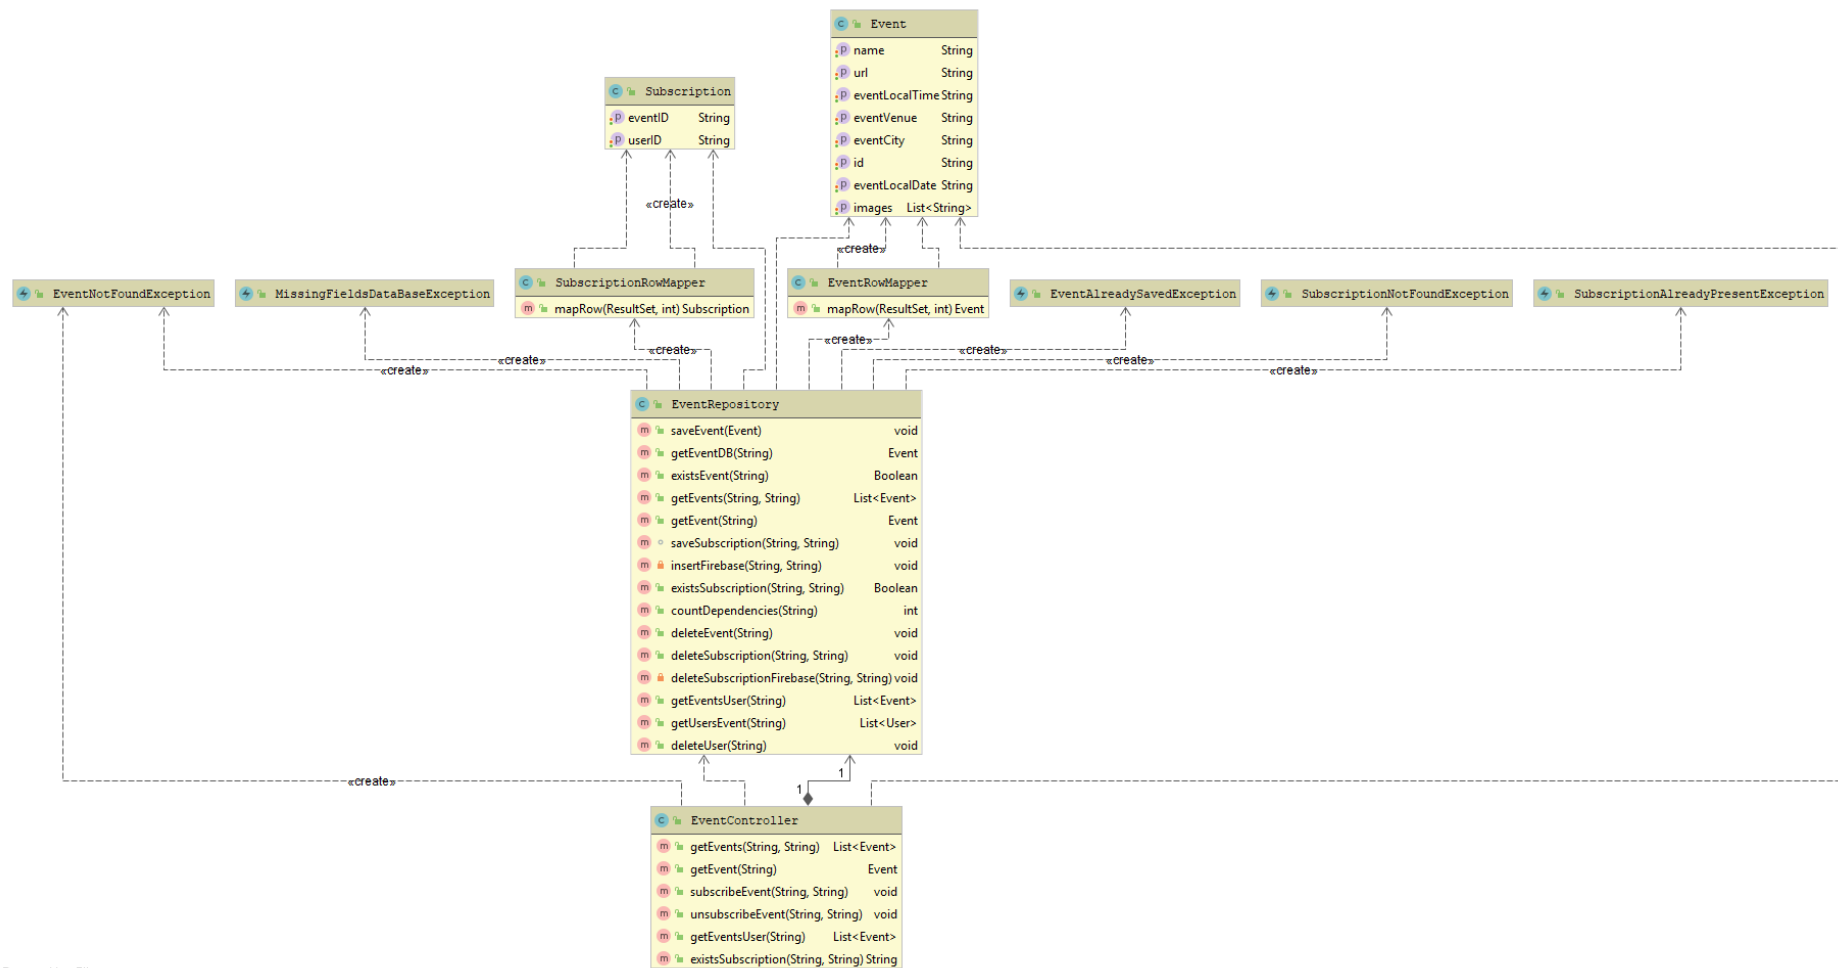 Event
name String
url String
eventLocalTime String
eventVenue String
eventCity String
id String
eventLocalDate String
images List<String>
Subscription
eventID String
userID String
«create»
«create»
EventNotFoundException
MissingFieldsDataBaseException
SubscriptionRowMapper
mapRow(ResultSet, int) Subscription
EventRowMapper
mapRow(ResultSet, int) Event
EventAlreadySavedException
SubscriptionNotFoundException
SubscriptionAlreadyPresentException
«create»
«create»
«create»
«create»
«create»
«create»
«create»
EventRepository
saveEvent(Event) void
getEventDB(String) Event
existsEvent(String) Boolean
getEvents(String, String) List<Event>
getEvent(String) Event
saveSubscription(String, String) void
insertFirebase(String, String) void
existsSubscription(String, String) Boolean
countDependencies(String) int
deleteEvent(String) void
deleteSubscription(String, String) void
deleteSubscriptionFirebase(String, String) void
getEventsUser(String) List<Event>
getUsersEvent(String) List<User>
deleteUser(String) void
«create»
1
1
EventController
getEvents(String, String) List<Event>
getEvent(String) Event
subscribeEvent(String, String) void
unsubscribeEvent(String, String) void
getEventsUser(String) List<Event>
existsSubscription(String, String) String